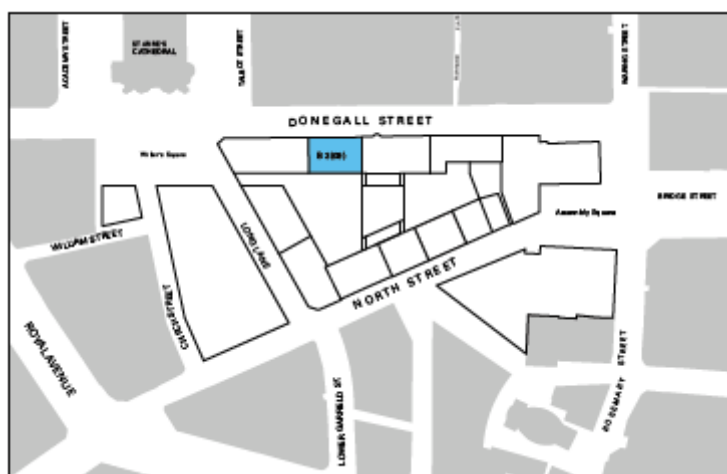 ACADEMY STREET
ST ANNE'S
CATHEDRAL
TALBOT STREET
WARING STREET
DONEGALL STREET
Writer's Square
LONG LANE
Assembly Square
BRIDGE STREET
WILLIAM STREET
CHURCH STREET
NORTH STREET
ROYAL AVENUE
LOWER GARFIELD ST.
ROSEMARY STREET